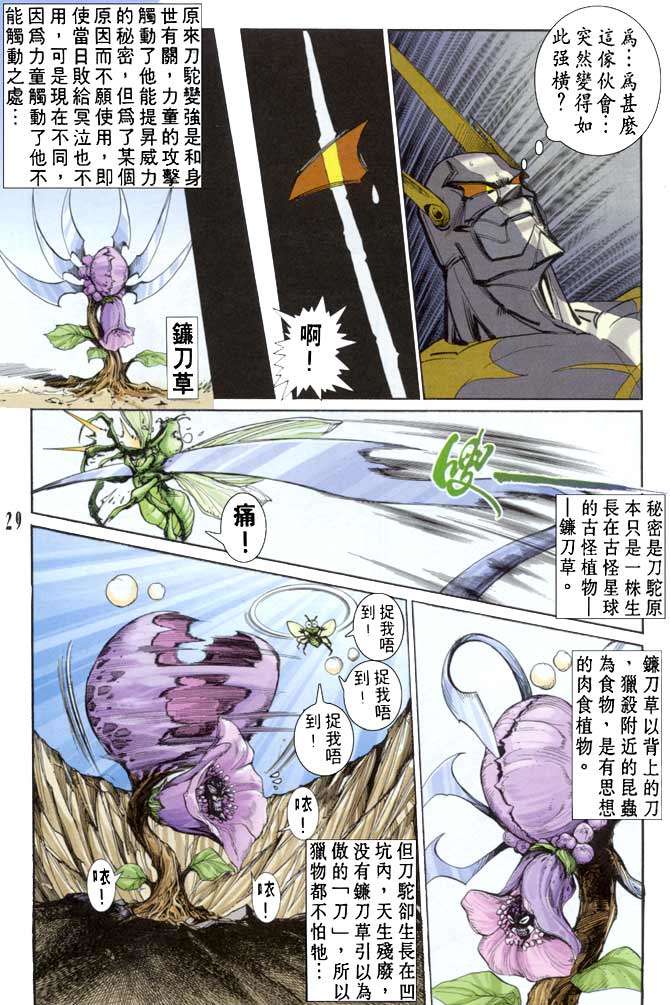 為…為甚麼
這傢伙會…
突然變得如
此强橫？
啊！
原來刀駝變強是和身
世有關，力童的攻擊
觸動了他能提昇威力
的秘密，但為了某個
原因而不願使用，即
使當日敗給冥泣也不
用，可是現在不同，
因為力童觸動了他不
能觸動之處…
鐮刀草
嗖
痛！
秘密是刀駝原
本只是一株生
長在古怪星球
的古怪植物—
—鐮刀草。
29
鐮刀草以背上的刀
，獵殺附近的昆蟲
為食物，是有思想
的肉食植物。
捉我唔
到！
捉我唔
到！
捉我唔
到！
咴！
咴！
咴！
但刀駝卻生長在凹
坑內，天生殘廢，
没有鐮刀草引以為
傲的「刀」，所以
獵物都不怕牠…